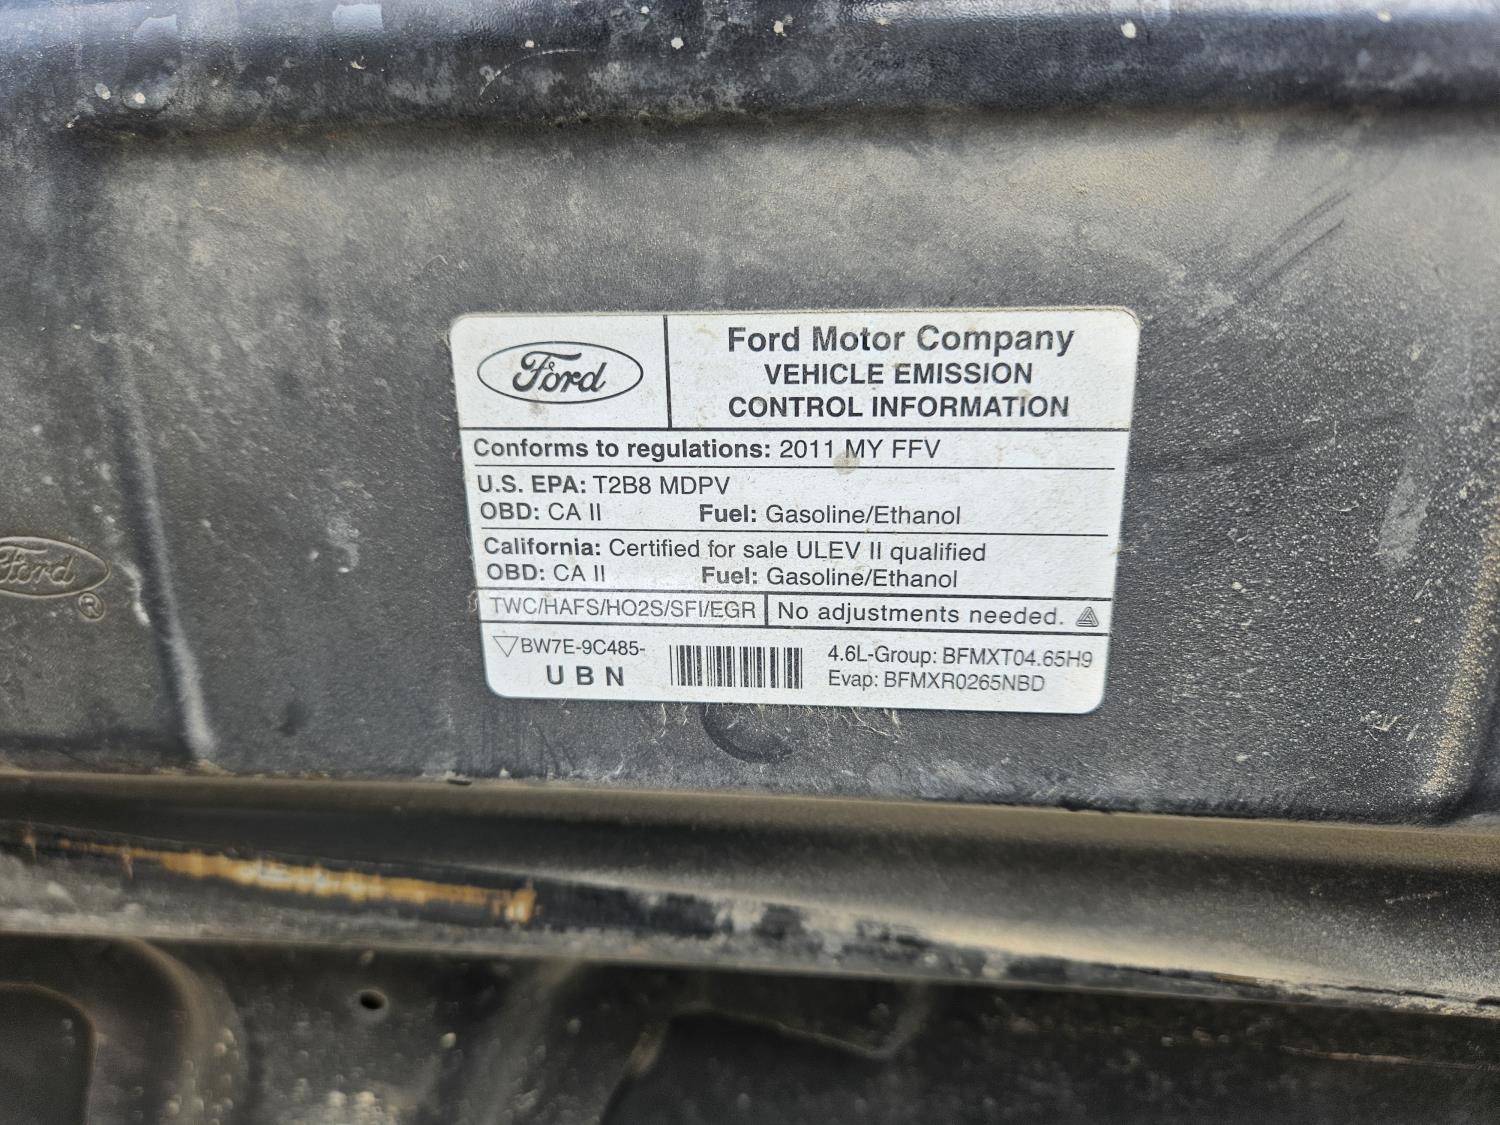 Ford
Ford Motor Company
VEHICLE EMISSION
CONTROL INFORMATION
Conforms to regulations: 2011 MY FFV
U.S. EPA: T2B8 MDPV
OBD: CA II Fuel: Gasoline/Ethanol
California: Certified for sale ULEV II qualified
OBD: CA II Fuel: Gasoline/Ethanol
TWC/HAFS/HO2S/SFI/EGR No adjustments needed.
BW7E-9C485-
UBN
4.6L-Group: BFMXT04.65H9
Evap: BFMXR0265NBD
Ford
®